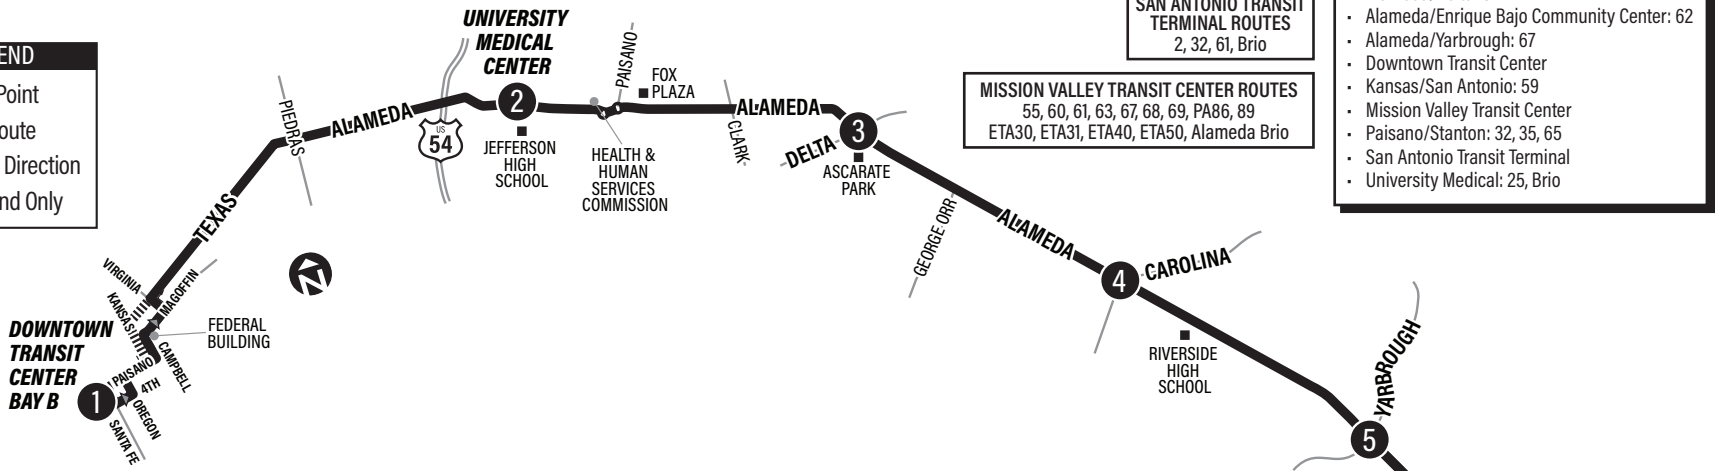 END
Point
oute
Direction
nd Only
UNIVERSITY
MEDICAL
CENTER
2
PIEDRAS
ALAMEDA
US
54
JEFFERSON
HIGH
SCHOOL
PAISANO
FOX
PLAZA
HEALTH &
HUMAN
SERVICES
COMMISSION
CLARK
ALAMEDA
DELTA
3
ASCARATE
PARK
SAN ANTONIO TRANSIT
TERMINAL ROUTES
2, 32, 61, Brio
MISSION VALLEY TRANSIT CENTER ROUTES
55, 60, 61, 63, 67, 68, 69, PA86, 89
ETA30, ETA31, ETA40, ETA50, Alameda Brio
· Alameda/Enrique Bajo Community Center: 62
· Alameda/Yarbrough: 67
· Downtown Transit Center
· Kansas/San Antonio: 59
· Mission Valley Transit Center
· Paisano/Stanton: 32, 35, 65
· San Antonio Transit Terminal
· University Medical: 25, Brio
TEXAS
N
VIRGINIA
KANSAS
MAGOFFIN
FEDERAL
BUILDING
CAMPBELL
DOWNTOWN
TRANSIT
CENTER
BAY B
1
PAISANO
4TH
OREGON
SANTA FE
GEORGE ORR
ALAMEDA
4
CAROLINA
RIVERSIDE
HIGH
SCHOOL
YARBROUGH
5